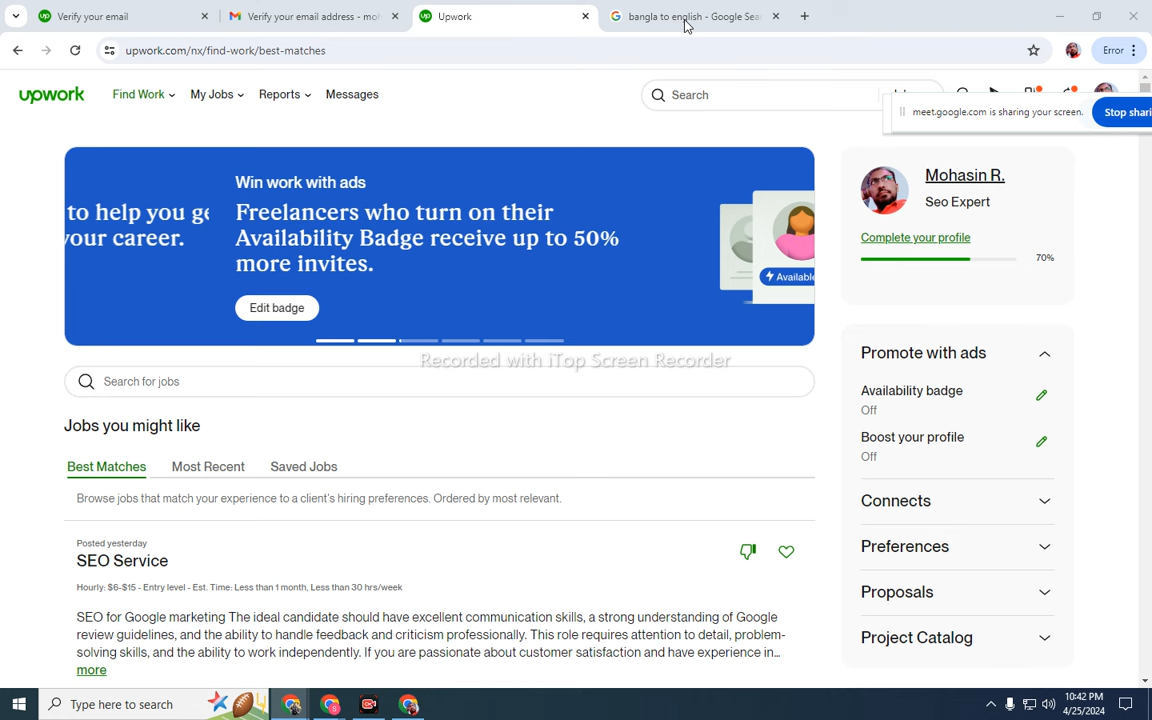 Verify your email
Verify your email address - moh
Upwork
bangla to english - Google Sea
upwork.com/nx/find-work/best-matches
Error
upwork
Find Work
My Jobs
Reports
Messages
Search
meet.google.com is sharing your screen.
Stop shari
to help you ge
your career.
Win work with ads
Freelancers who turn on their
Availability Badge receive up to 50%
more invites.
Edit badge
Available
Mohasin R.
Seo Expert
Complete your profile
70%
Recorded with iTop Screen Recorder
Search for jobs
Jobs you might like
Best Matches
Most Recent
Saved Jobs
Browse jobs that match your experience to a client's hiring preferences. Ordered by most relevant.
Promote with ads
Availability badge
Off
Boost your profile
Off
Connects
Preferences
Proposals
Project Catalog
Posted yesterday
SEO Service
Hourly: $6-$15 - Entry level - Est. Time: Less than 1 month, Less than 30 hrs/week
SEO for Google marketing The ideal candidate should have excellent communication skills, a strong understanding of Google
review guidelines, and the ability to handle feedback and criticism professionally. This role requires attention to detail, problem-
solving skills, and the ability to work independently. If you are passionate about customer satisfaction and have experience in...
more
Type here to search
10:42 PM
4/25/2024